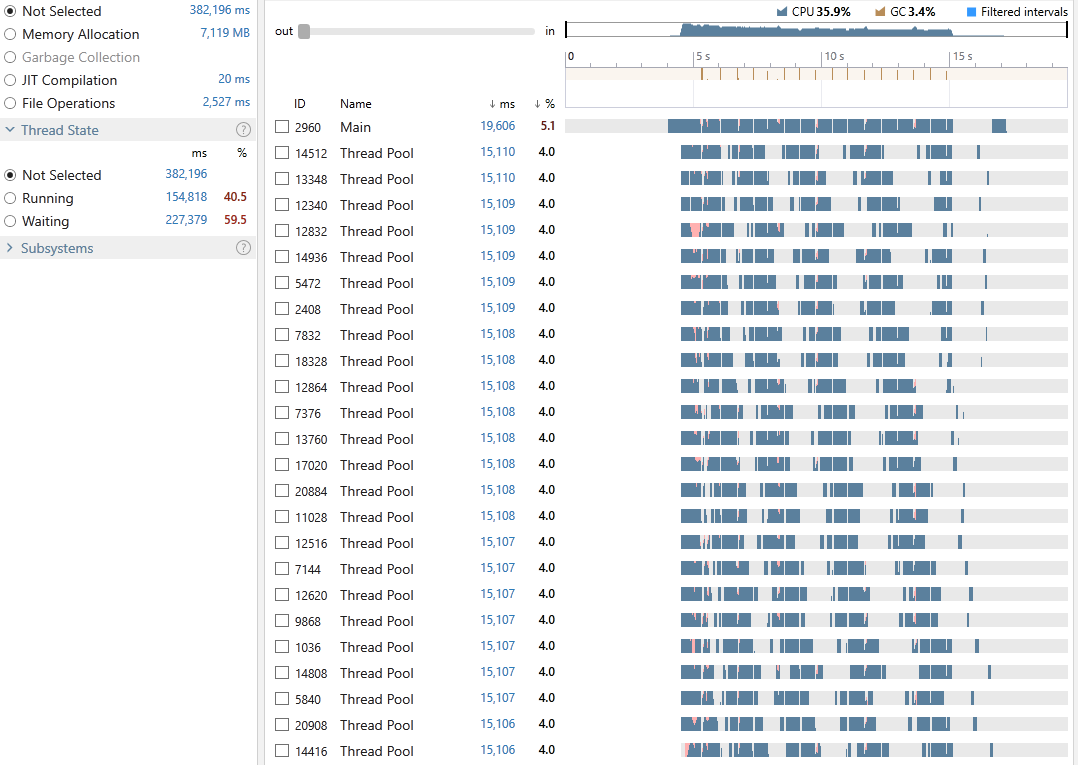 Not Selected 382,196 ms
Memory Allocation 7,119 MB
Garbage Collection
JIT Compilation 20 ms
File Operations 2,527 ms
Thread State ?
ms %
Not Selected 382,196
Running 154,818 40.5
Waiting 227,379 59.5
Subsystems ?
CPU 35.9% GC 3.4% Filtered intervals
out in
0 5 s 10 s 15 s
ID Name ↓ ms ↓ %
2960 Main 19,606 5.1
14512 Thread Pool 15,110 4.0
13348 Thread Pool 15,110 4.0
12340 Thread Pool 15,109 4.0
12832 Thread Pool 15,109 4.0
14936 Thread Pool 15,109 4.0
5472 Thread Pool 15,109 4.0
2408 Thread Pool 15,109 4.0
7832 Thread Pool 15,108 4.0
18328 Thread Pool 15,108 4.0
12864 Thread Pool 15,108 4.0
7376 Thread Pool 15,108 4.0
13760 Thread Pool 15,108 4.0
17020 Thread Pool 15,108 4.0
20884 Thread Pool 15,108 4.0
11028 Thread Pool 15,108 4.0
12516 Thread Pool 15,107 4.0
7144 Thread Pool 15,107 4.0
12620 Thread Pool 15,107 4.0
9868 Thread Pool 15,107 4.0
1036 Thread Pool 15,107 4.0
14808 Thread Pool 15,107 4.0
5840 Thread Pool 15,107 4.0
20908 Thread Pool 15,106 4.0
14416 Thread Pool 15,106 4.0